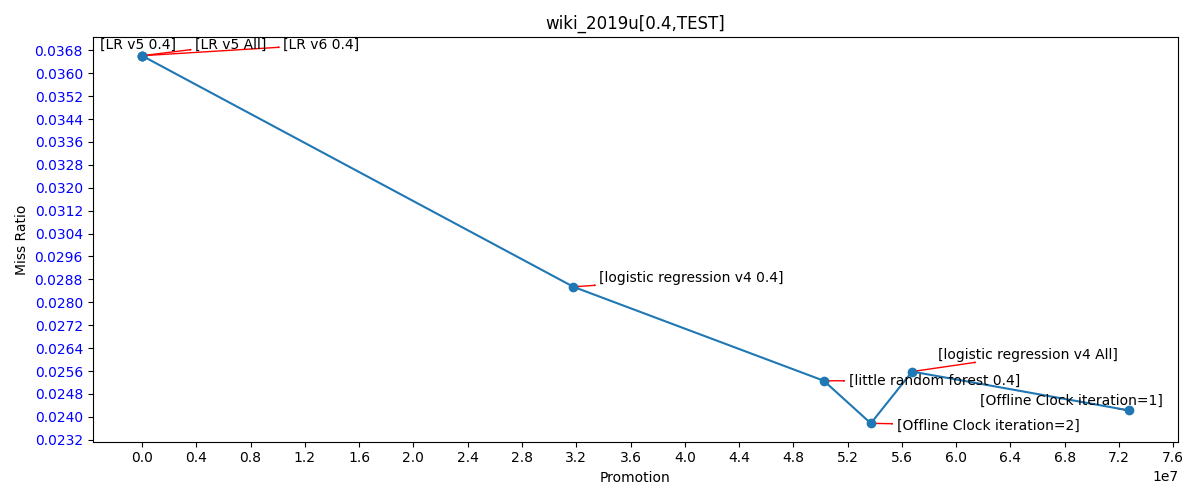 wiki_2019u[0.4,TEST]
[LR v5 0.4] [LR v5 All] [LR v6 0.4]
0.0368
0.0360
0.0352
0.0344
0.0336
0.0328
0.0320
0.0312
0.0304
0.0296
0.0288
0.0280
0.0272
0.0264
0.0256
0.0248
0.0240
0.0232
Miss Ratio
[logistic regression v4 0.4]
[logistic regression v4 All]
[little random forest 0.4]
[Offline Clock iteration=1]
[Offline Clock iteration=2]
0.0 0.4 0.8 1.2 1.6 2.0 2.4 2.8 3.2 3.6 4.0 4.4 4.8 5.2 5.6 6.0 6.4 6.8 7.2 7.6
1e7
Promotion